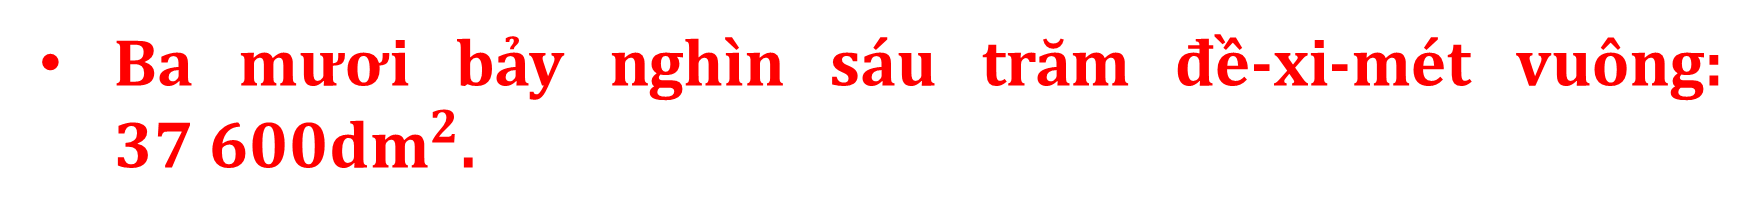 • Ba mươi bảy nghìn sáu trăm đề-xi-mét vuông:
37 600dm².